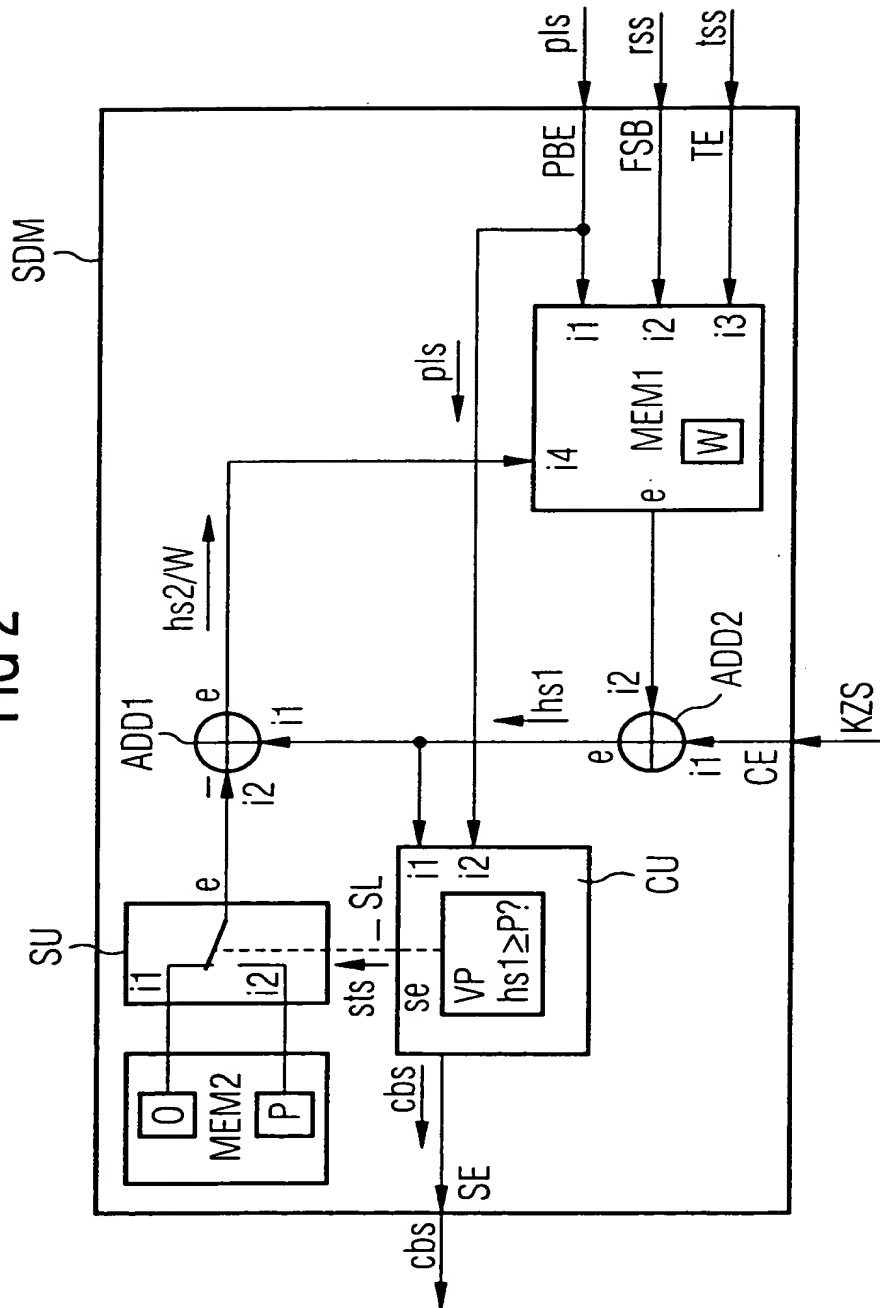 FIG 2
SDM
SU
ADD1
hs2/W
i1
e
–
e
O
i2
i1
MEM2
i2
P
sts
SL
pls
cbs
se
i1
i2
hs1
pls
cbs
VP
hs1≥P?
SE
CU
i4
PBE
pls
e
i2
i1
e
MEM1
i2
FSB
rss
W
i1
ADD2
i3
TE
tss
CE
KZS